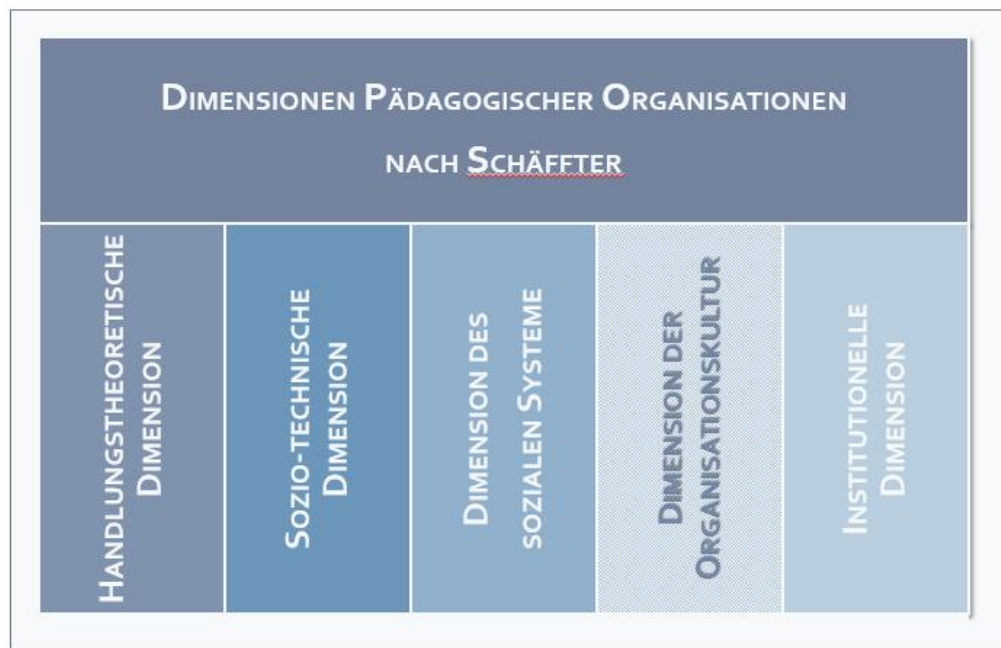 Dimensionen Pädagogischer Organisationen
nach Schäffter
Handlungstheoretische
Dimension
Sozio-technische
Dimension
Dimension des
sozialen Systeme
Dimension der
Organisationskultur
Institutionelle
Dimension